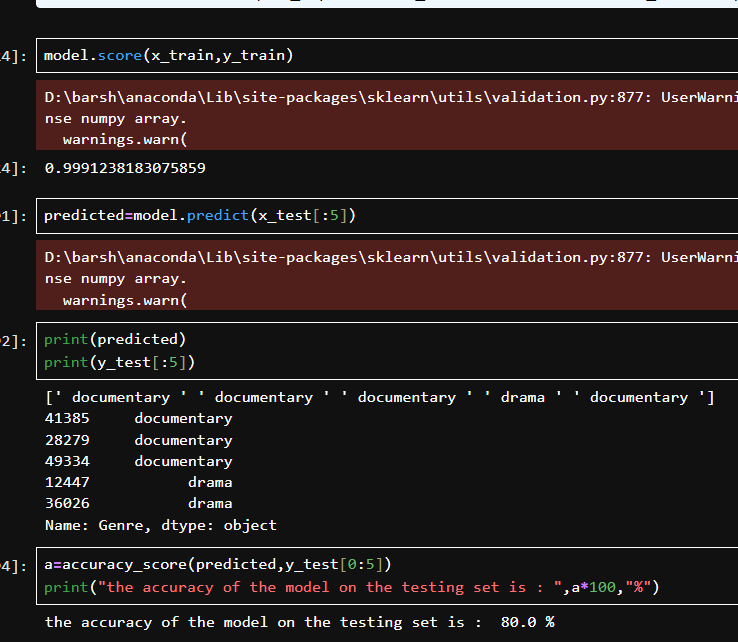 4]:
model.score(x_train,y_train)
D:\barsh\anaconda\Lib\site-packages\sklearn\utils\validation.py:877: UserWarni
nse numpy array.
  warnings.warn(
4]:
0.9991238183075859
1]:
predicted=model.predict(x_test[:5])
D:\barsh\anaconda\Lib\site-packages\sklearn\utils\validation.py:877: UserWarni
nse numpy array.
  warnings.warn(
2]:
print(predicted)
print(y_test[:5])
[' documentary ' ' documentary ' ' documentary ' ' drama ' ' documentary ']
41385     documentary
28279     documentary
49334     documentary
12447           drama
36026           drama
Name: Genre, dtype: object
4]:
a=accuracy_score(predicted,y_test[0:5])
print("the accuracy of the model on the testing set is : ",a*100,"%")
the accuracy of the model on the testing set is :  80.0 %